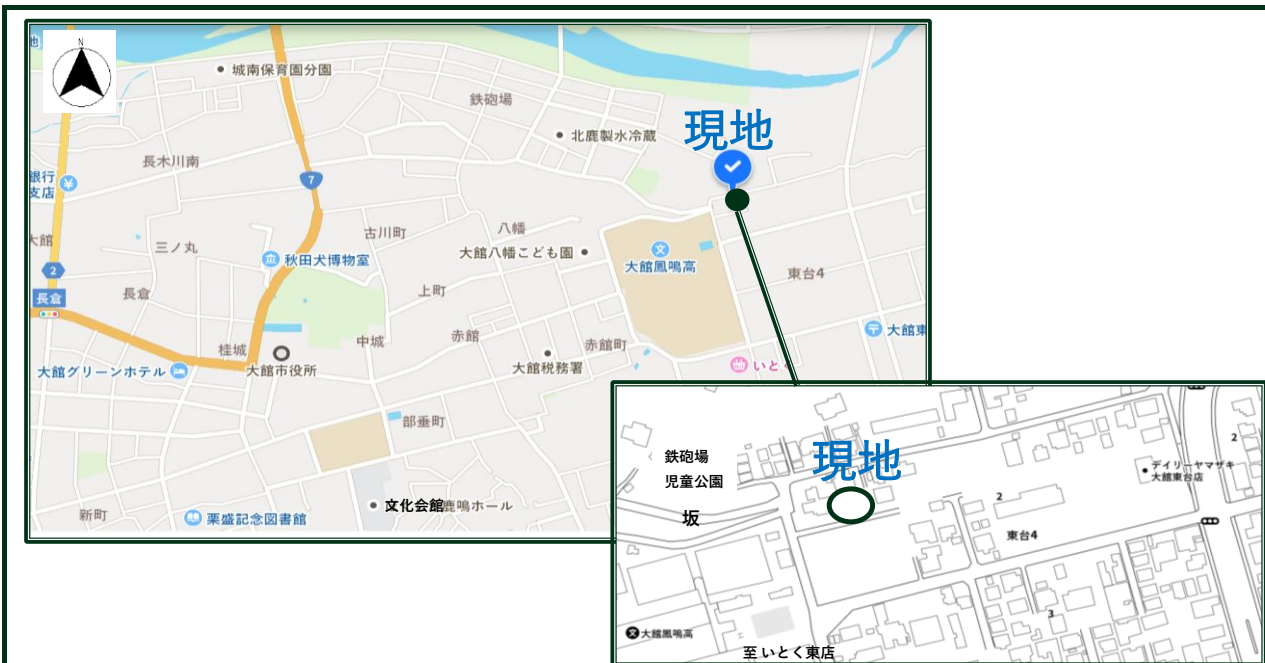 地
N
城南保育園分園
鉄砲場
北鹿製水冷蔵
現地
長木川南
7
銀行
支店
八幡
古川町
大館
三ノ丸
秋田犬博物室
大館八幡こども園
文
大館鳳鳴高
東台4
2
長倉
長倉
上町
赤館
中城
赤館町
大館東
桂城
大館グリーンホテル
大館市役所
大館税務署
いとく
部垂町
文化会館鹿鳴ホール
新町
栗盛記念図書館
鉄砲場
児童公園
現地
坂
2
デイリーヤマザキ
大館東台店
2
東台4
3
文
大館鳳鳴高
至 いとく東店